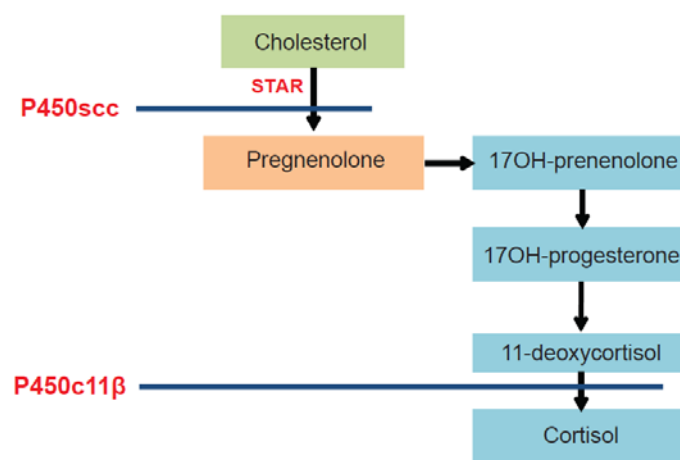 Cholesterol
STAR
P450scc
Pregnenolone
17OH-prenenolone
17OH-progesterone
11-deoxycortisol
P450c11β
Cortisol